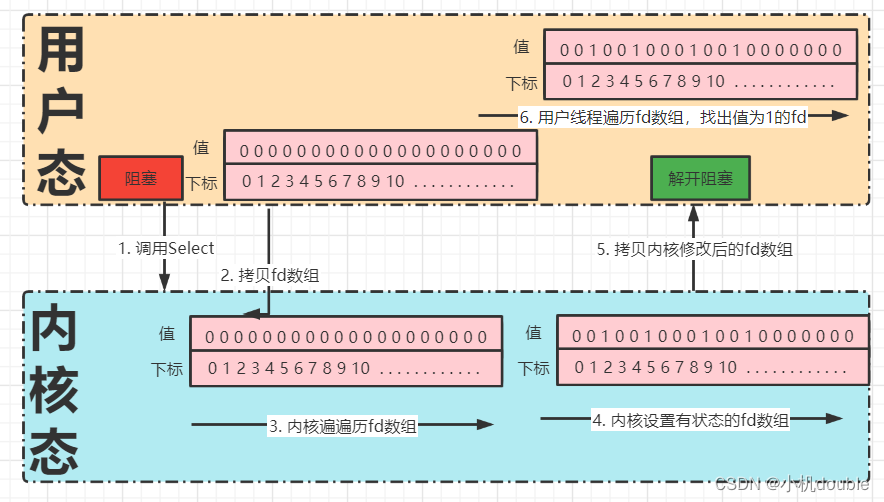 用户态
值
0 0 1 0 0 1 0 0 0 1 0 0 1 0 0 0 0 0 0 0
下标
0 1 2 3 4 5 6 7 8 9 10 . . . . . . . . . . . .
6. 用户线程遍历fd数组，找出值为1的fd
值
0 0 0 0 0 0 0 0 0 0 0 0 0 0 0 0 0 0 0 0
下标
0 1 2 3 4 5 6 7 8 9 10 . . . . . . . . . . . .
阻塞
解开阻塞
1. 调用Select
2. 拷贝fd数组
5. 拷贝内核修改后的fd数组
内核态
值
0 0 0 0 0 0 0 0 0 0 0 0 0 0 0 0 0 0 0 0
下标
0 1 2 3 4 5 6 7 8 9 10 . . . . . . . . . . . .
值
0 0 1 0 0 1 0 0 0 1 0 0 1 0 0 0 0 0 0 0
下标
0 1 2 3 4 5 6 7 8 9 10 . . . . . . . . . . . .
3. 内核遍遍历fd数组
4. 内核设置有状态的fd数组
CSDN @小机double